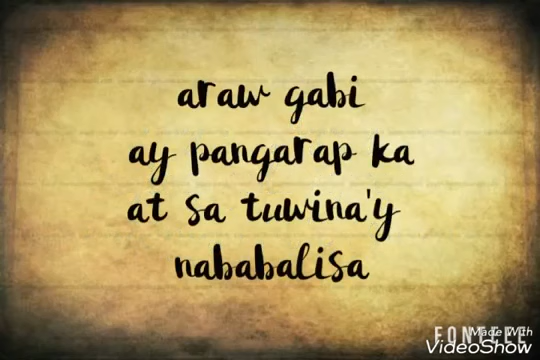 araw gabi
ay pangarap ka
at sa tuwina'y
nababalisa
Made With
VideoShow